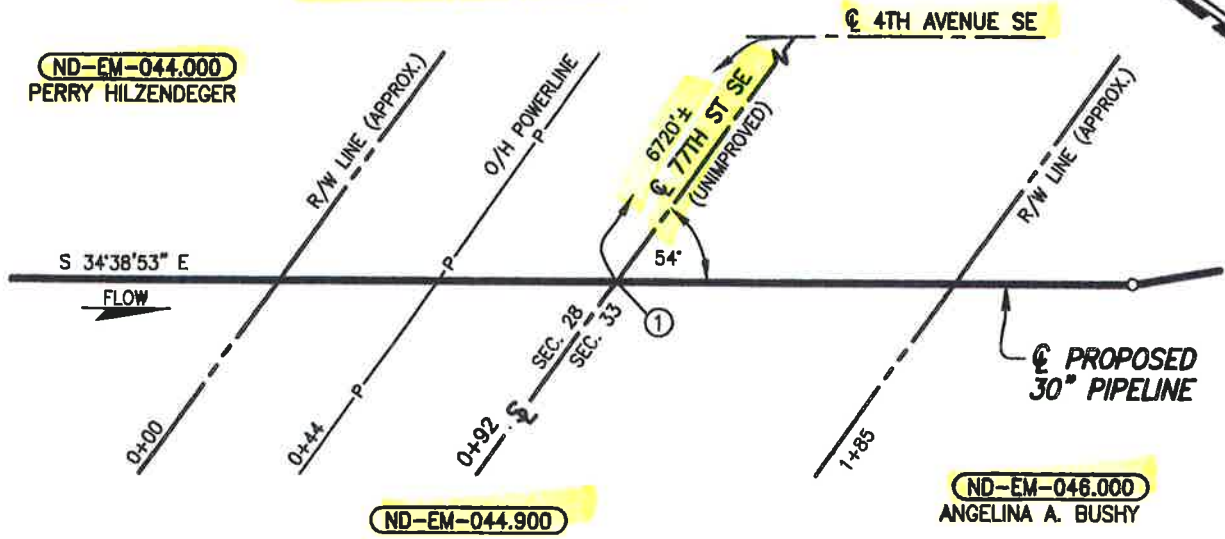 ℄ 4TH AVENUE SE
ND-EM-044.000
PERRY HILZENDEGER
R/W LINE (APPROX.)
O/H POWERLINE
P
6720'±
℄ 77TH ST SE
(UNIMPROVED)
R/W LINE (APPROX.)
S 34°38'53" E
FLOW
P
54°
1
SEC. 28
SEC. 33
℄ PROPOSED
30" PIPELINE
P
0+00
0+44
0+92
1+85
ND-EM-044.900
ND-EM-046.000
ANGELINA A. BUSHY